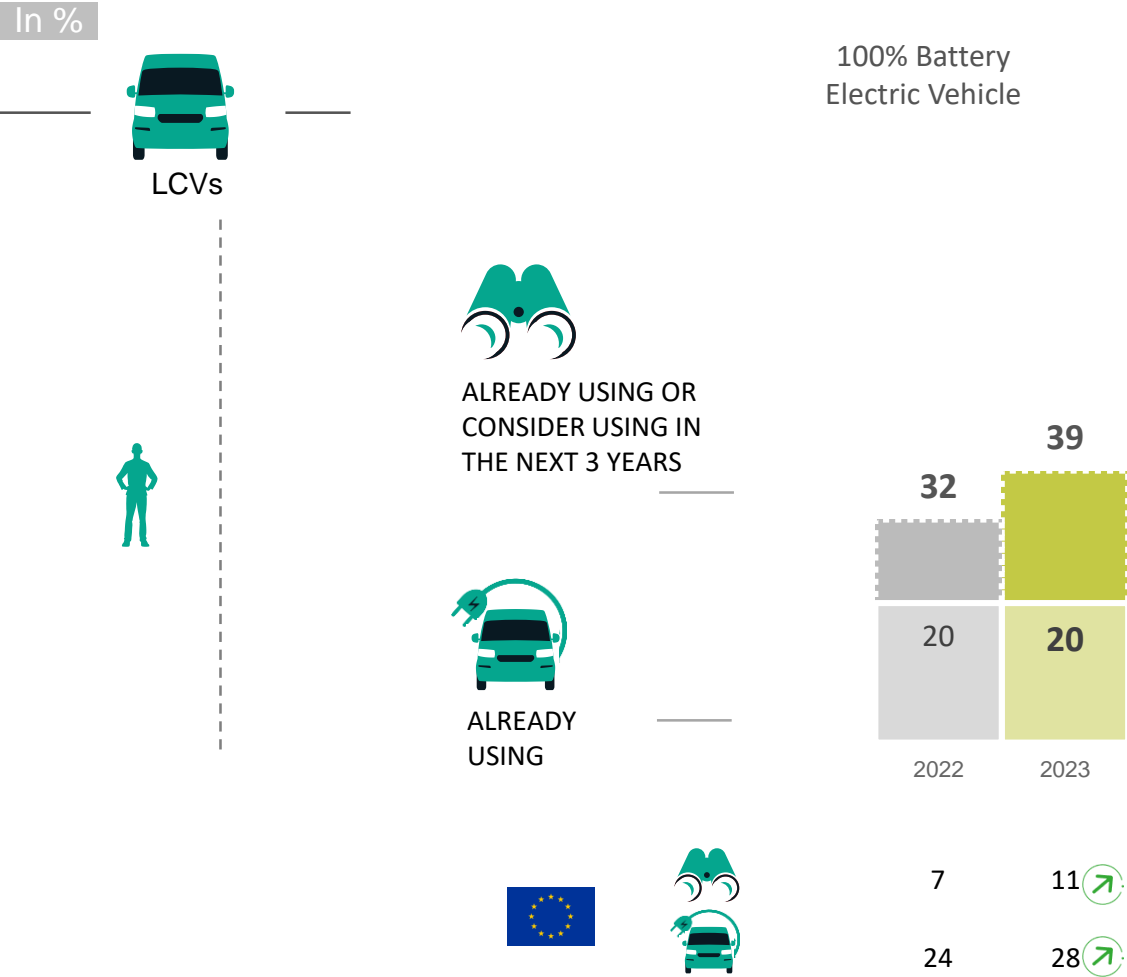 In %
100% Battery
Electric Vehicle
LCVs
ALREADY USING OR
CONSIDER USING IN
THE NEXT 3 YEARS
39
32
20
20
ALREADY
USING
2022
2023
7
11
24
28